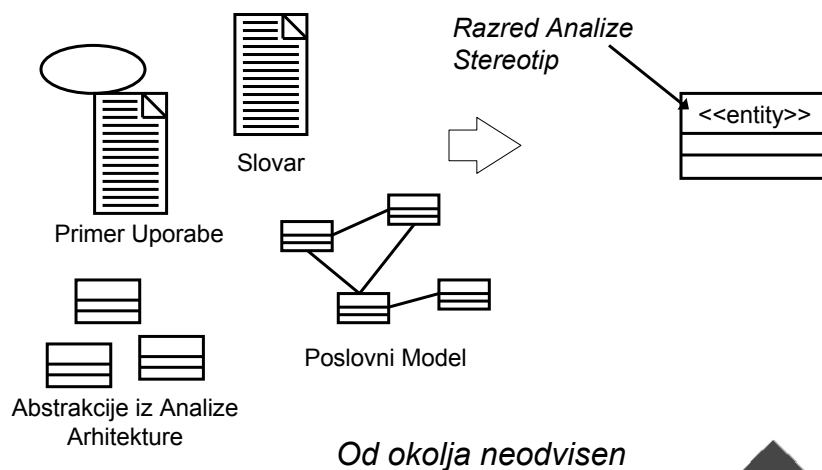 Razred Analize
Stereotip
<<entity>>
Slovar
Primer Uporabe
Poslovni Model
Abstrakcije iz Analize
Arhitekture
Od okolja neodvisen